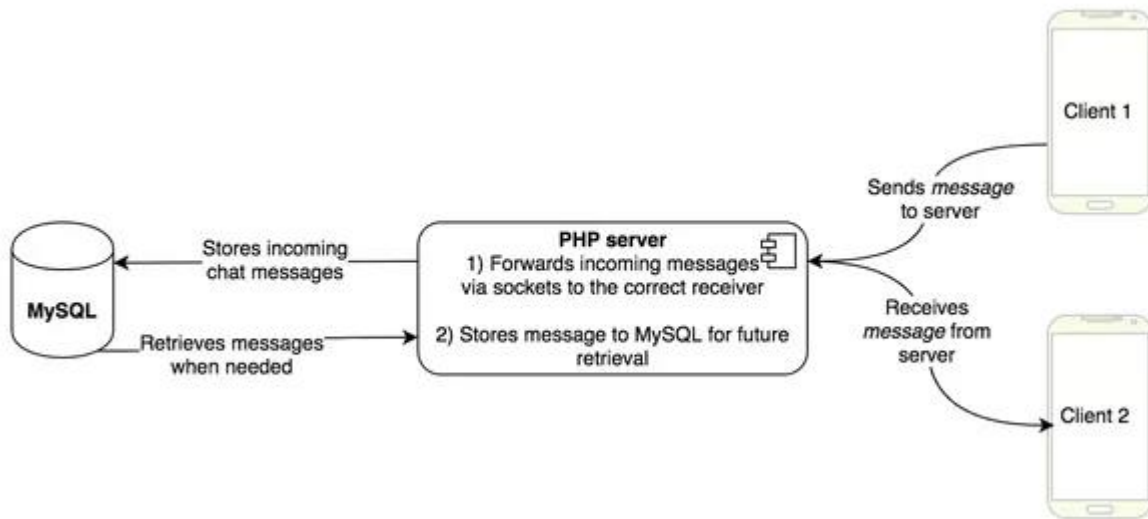 Client 1
Sends message
to server
PHP server
1) Forwards incoming messages
via sockets to the correct receiver
2) Stores message to MySQL for future
retrieval
Stores incoming
chat messages
MySQL
Retrieves messages
when needed
Receives
message from
server
Client 2